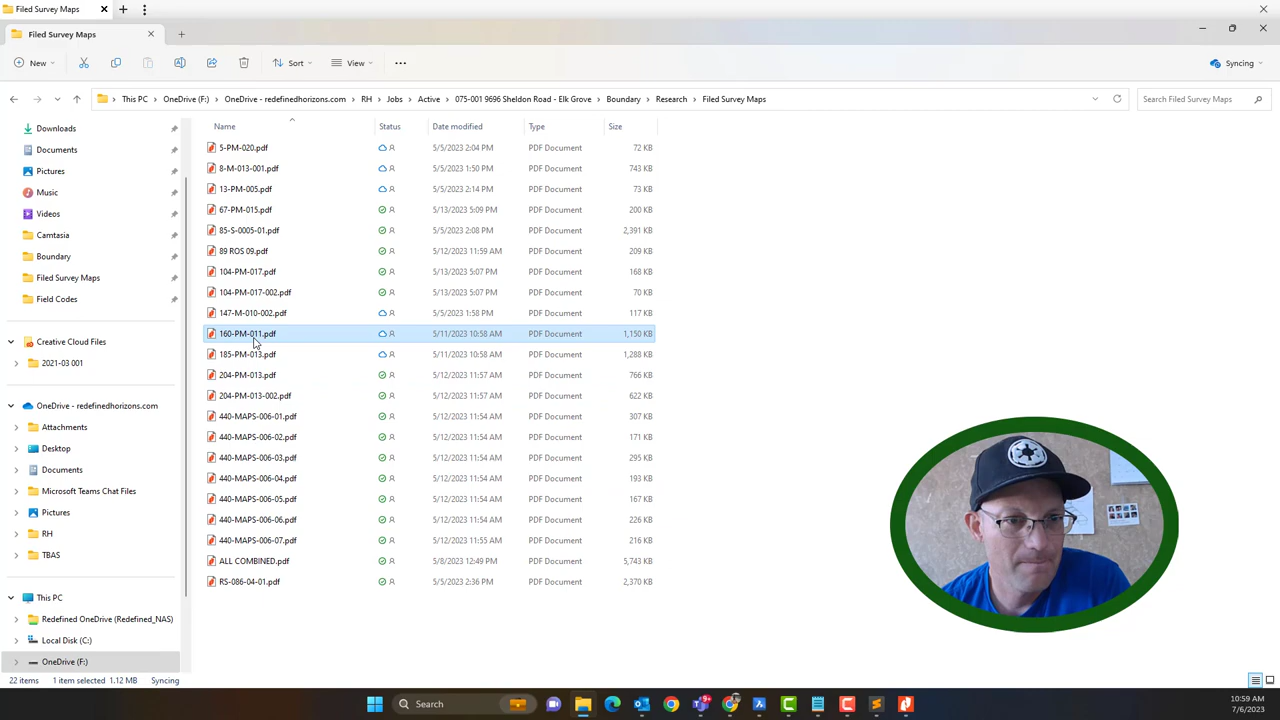 Filed Survey Maps
Filed Survey Maps
New
Sort
View
Syncing
This PC
OneDrive (F:)
OneDrive - redefinedhorizons.com
RH
Jobs
Active
075-001 9696 Sheldon Road - Elk Grove
Boundary
Research
Filed Survey Maps
Search Filed Survey Maps
Downloads
Documents
Pictures
Music
Videos
Camtasia
Boundary
Filed Survey Maps
Field Codes
Creative Cloud Files
2021-03 001
OneDrive - redefinedhorizons.com
Attachments
Desktop
Documents
Microsoft Teams Chat Files
Pictures
RH
TBAS
This PC
Redefined OneDrive (Redefined_NAS)
Local Disk (C:)
OneDrive (F:)
Name Status Date modified Type Size
5-PM-020.pdf 5/5/2023 2:04 PM PDF Document 72 KB
8-M-013-001.pdf 5/5/2023 1:50 PM PDF Document 743 KB
13-PM-005.pdf 5/5/2023 2:14 PM PDF Document 73 KB
67-PM-015.pdf 5/13/2023 5:09 PM PDF Document 200 KB
85-S-0005-01.pdf 5/5/2023 2:08 PM PDF Document 2,391 KB
89 ROS 09.pdf 5/12/2023 11:59 AM PDF Document 209 KB
104-PM-017.pdf 5/13/2023 5:07 PM PDF Document 168 KB
104-PM-017-002.pdf 5/13/2023 5:07 PM PDF Document 70 KB
147-M-010-002.pdf 5/5/2023 1:58 PM PDF Document 117 KB
160-PM-011.pdf 5/11/2023 10:58 AM PDF Document 1,150 KB
185-PM-013.pdf 5/11/2023 10:58 AM PDF Document 1,288 KB
204-PM-013.pdf 5/12/2023 11:57 AM PDF Document 766 KB
204-PM-013-002.pdf 5/12/2023 11:57 AM PDF Document 622 KB
440-MAPS-006-01.pdf 5/12/2023 11:54 AM PDF Document 307 KB
440-MAPS-006-02.pdf 5/12/2023 11:54 AM PDF Document 171 KB
440-MAPS-006-03.pdf 5/12/2023 11:54 AM PDF Document 295 KB
440-MAPS-006-04.pdf 5/12/2023 11:54 AM PDF Document 193 KB
440-MAPS-006-05.pdf 5/12/2023 11:54 AM PDF Document 167 KB
440-MAPS-006-06.pdf 5/12/2023 11:54 AM PDF Document 226 KB
440-MAPS-006-07.pdf 5/12/2023 11:55 AM PDF Document 216 KB
ALL COMBINED.pdf 5/8/2023 12:49 PM PDF Document 5,743 KB
RS-086-04-01.pdf 5/5/2023 2:36 PM PDF Document 2,370 KB
22 items 1 item selected 1.12 MB Syncing
Search
10:59 AM
7/6/2023